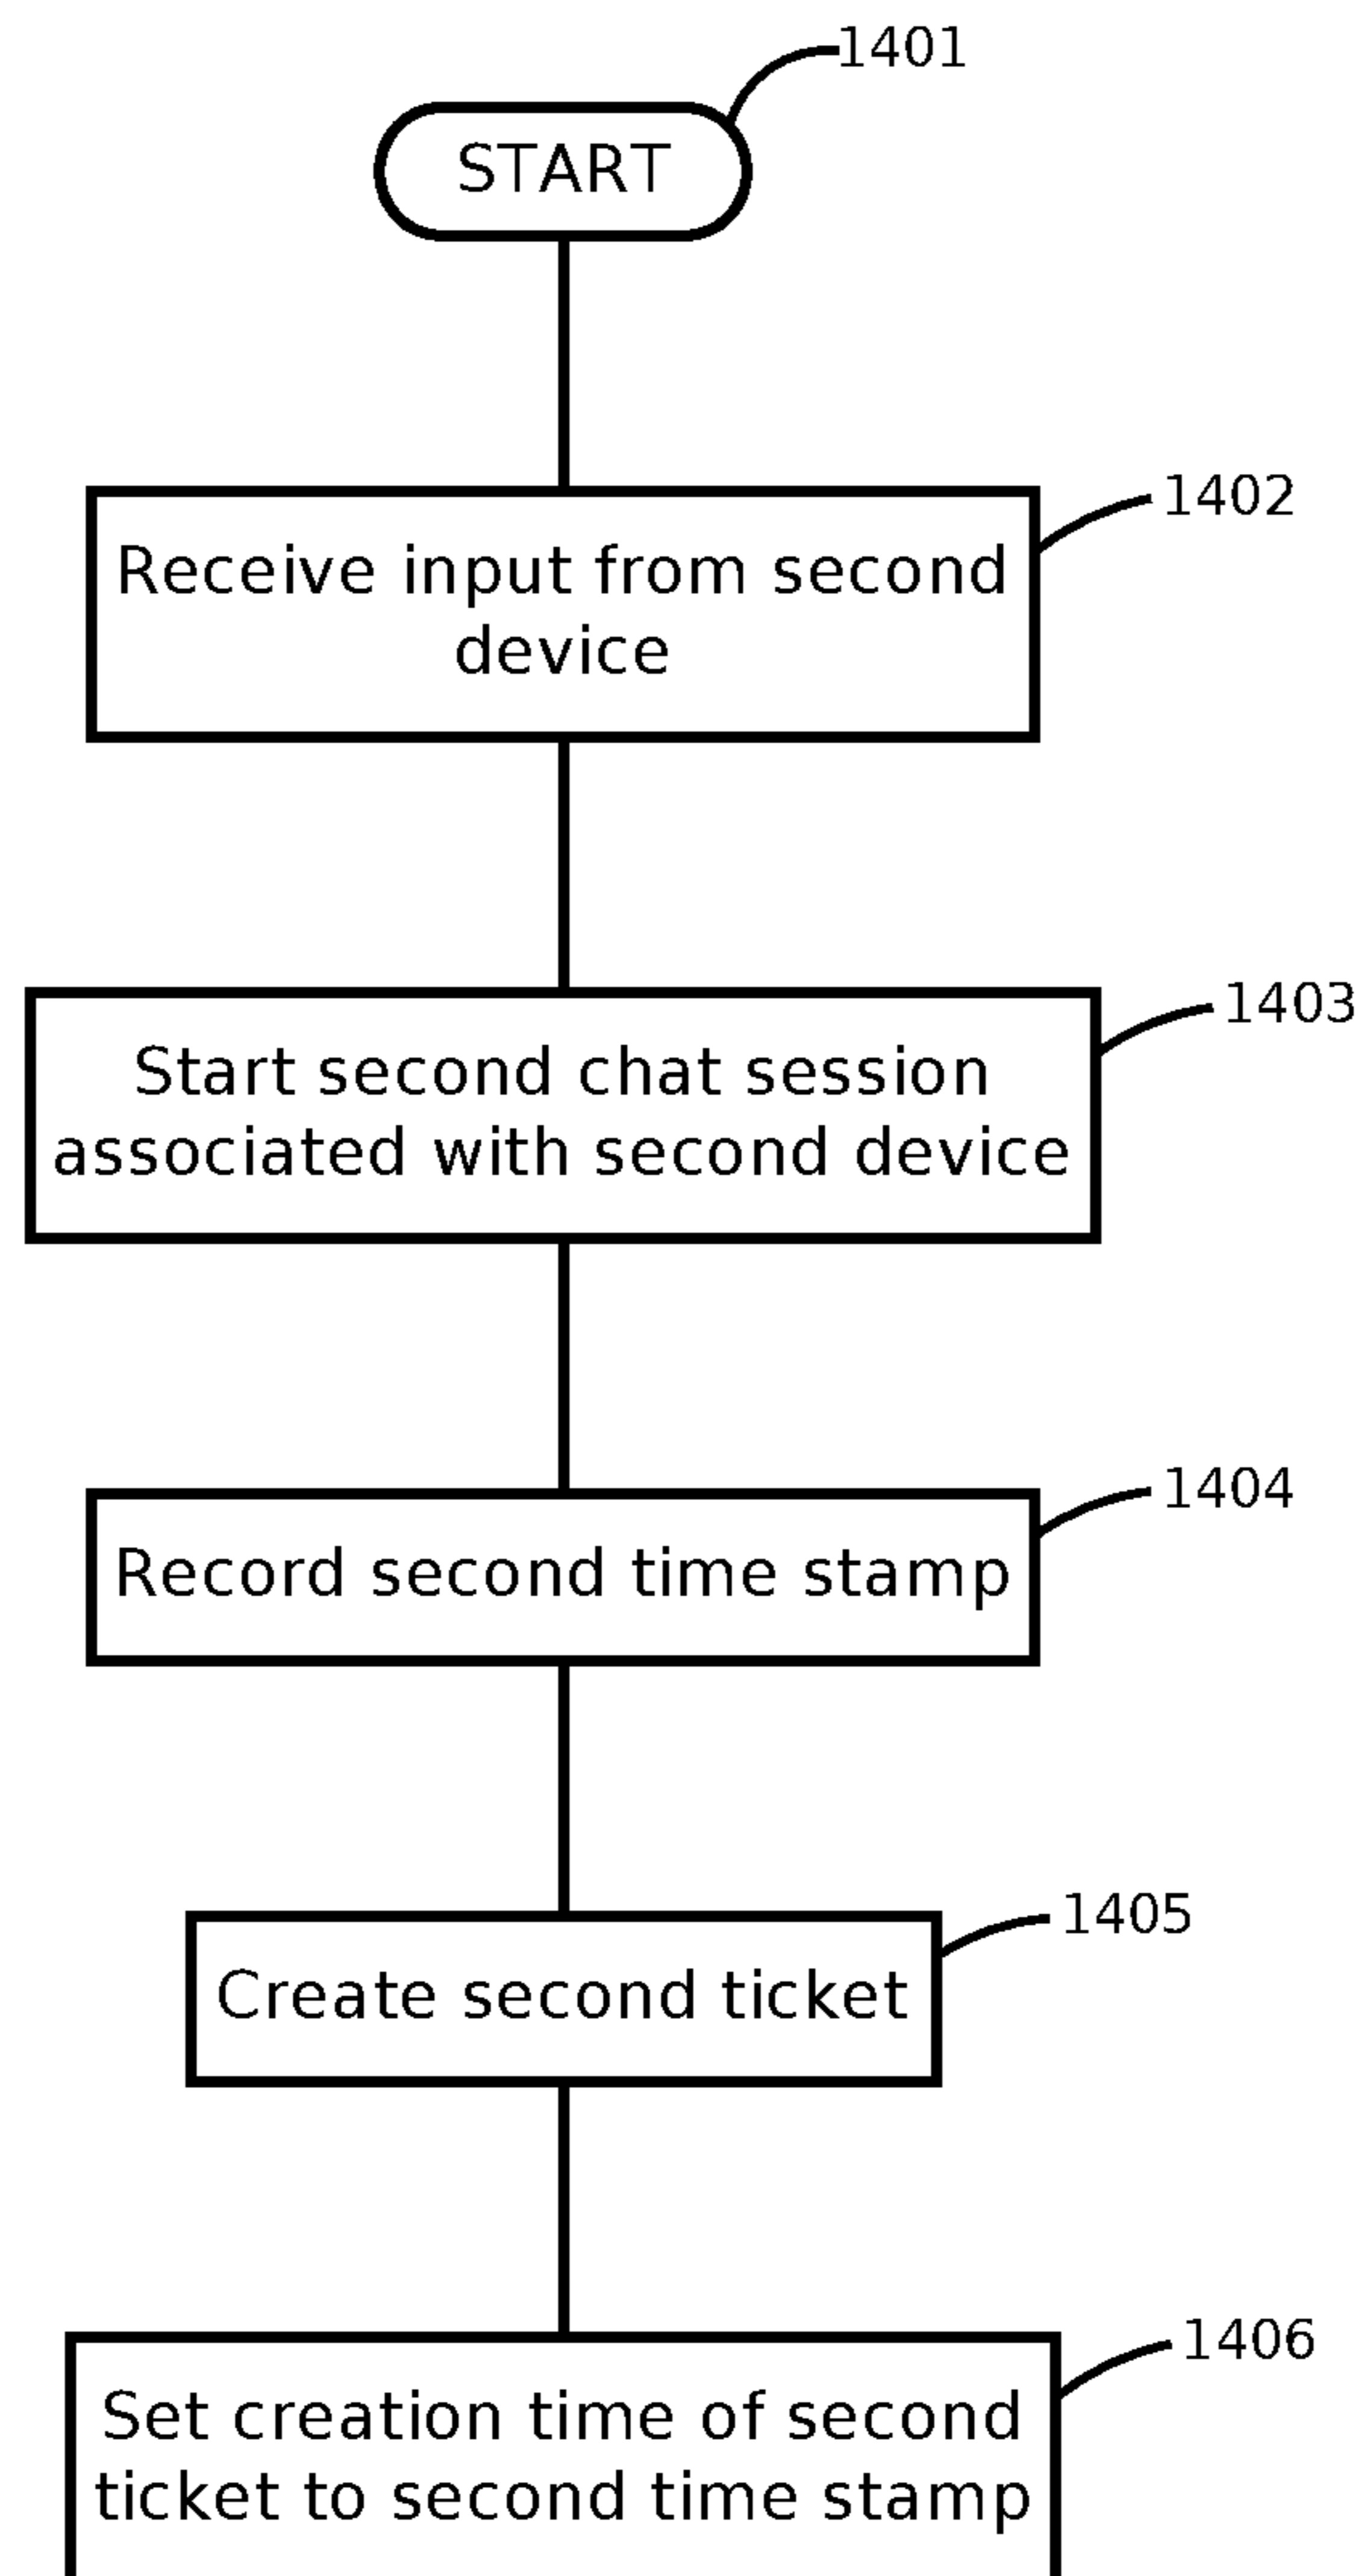 1401
START
1402
Receive input from second
device
1403
Start second chat session
associated with second device
1404
Record second time stamp
1405
Create second ticket
1406
Set creation time of second
ticket to second time stamp